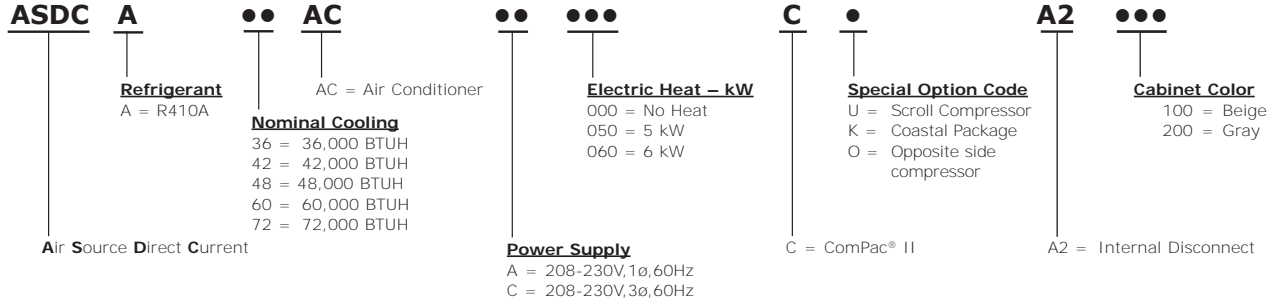 ASDC A •• AC •• ••• C • A2 •••
Refrigerant
A = R410A
AC = Air Conditioner
Nominal Cooling
36 = 36,000 BTUH
42 = 42,000 BTUH
48 = 48,000 BTUH
60 = 60,000 BTUH
72 = 72,000 BTUH
Electric Heat – kW
000 = No Heat
050 = 5 kW
060 = 6 kW
Special Option Code
U = Scroll Compressor
K = Coastal Package
O = Opposite side
compressor
Cabinet Color
100 = Beige
200 = Gray
Air Source Direct Current
Power Supply
A = 208-230V,1ø,60Hz
C = 208-230V,3ø,60Hz
C = ComPac® II
A2 = Internal Disconnect